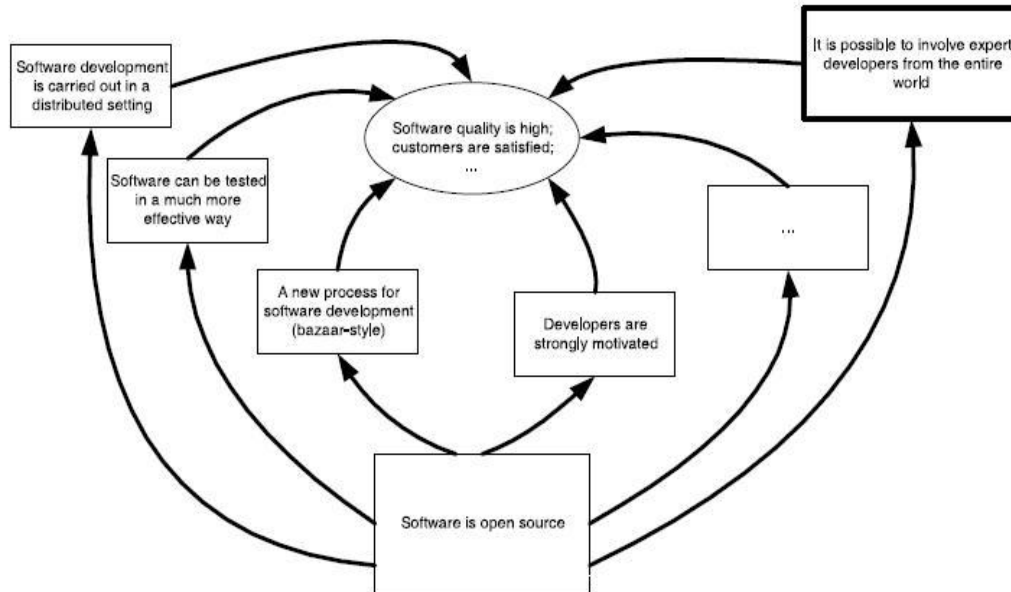 Software development
is carried out in a
distributed setting
It is possible to involve expert
developers from the entire
world
Software quality is high;
customers are satisfied;
...
Software can be tested
in a much more
effective way
...
A new process for
software development
(bazaar-style)
Developers are
strongly motivated
Software is open source